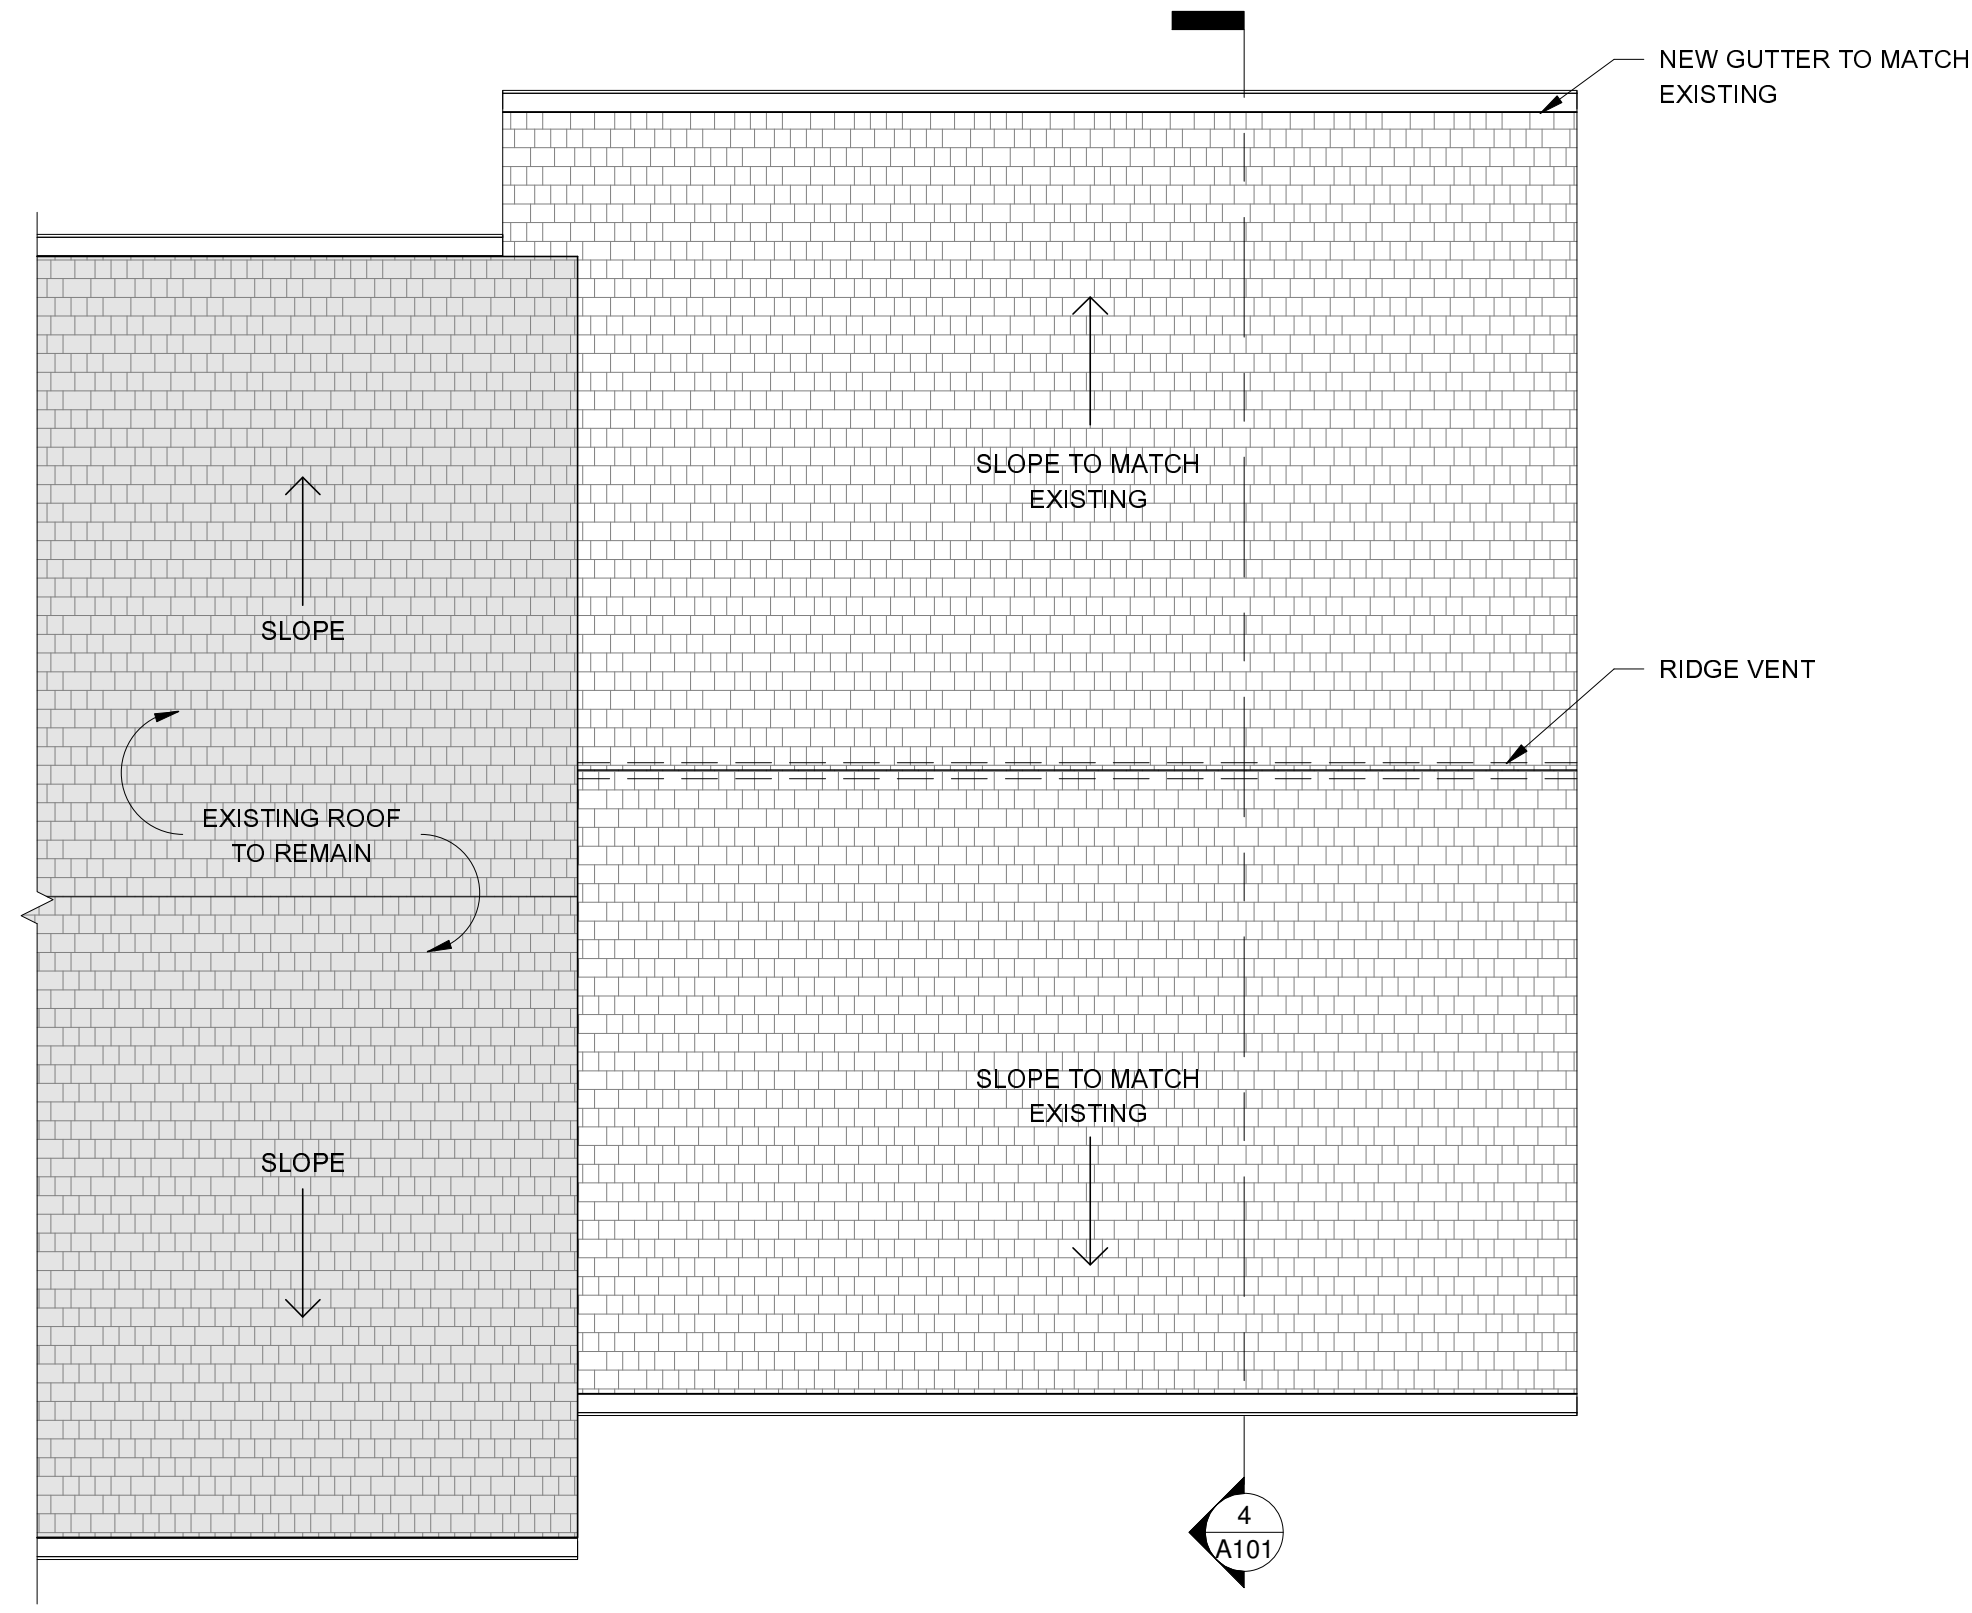 NEW GUTTER TO MATCH
EXISTING
SLOPE TO MATCH
EXISTING
SLOPE
RIDGE VENT
EXISTING ROOF
TO REMAIN
SLOPE TO MATCH
EXISTING
SLOPE
4
A101